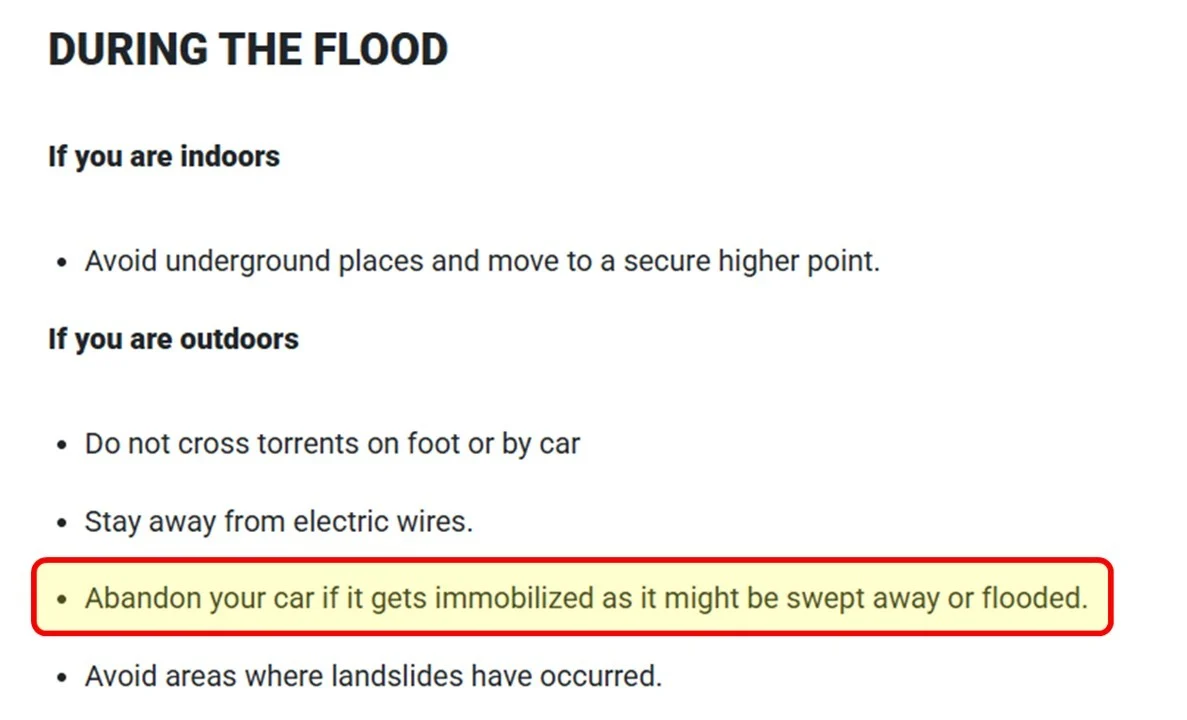 DURING THE FLOOD
If you are indoors
• Avoid underground places and move to a secure higher point.
If you are outdoors
• Do not cross torrents on foot or by car
• Stay away from electric wires.
• Abandon your car if it gets immobilized as it might be swept away or flooded.
• Avoid areas where landslides have occurred.